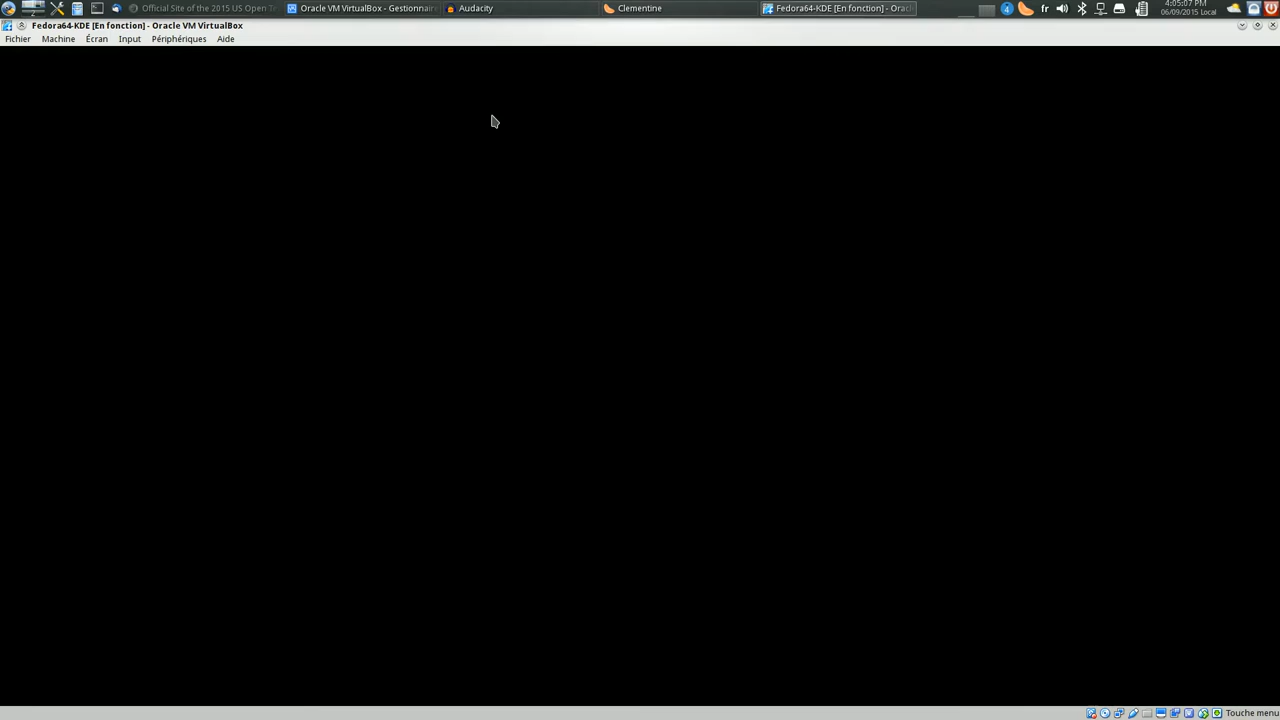 Official Site of the 2015 US Open T
Oracle VM VirtualBox - Gestionnaire
Audacity
Clementine
Fedora64-KDE [En fonction] - Orac
4
fr
4:05:07 PM
06/09/2015 Local
Fedora64-KDE [En fonction] - Oracle VM VirtualBox
Fichier Machine Écran Input Périphériques Aide
Touche menu